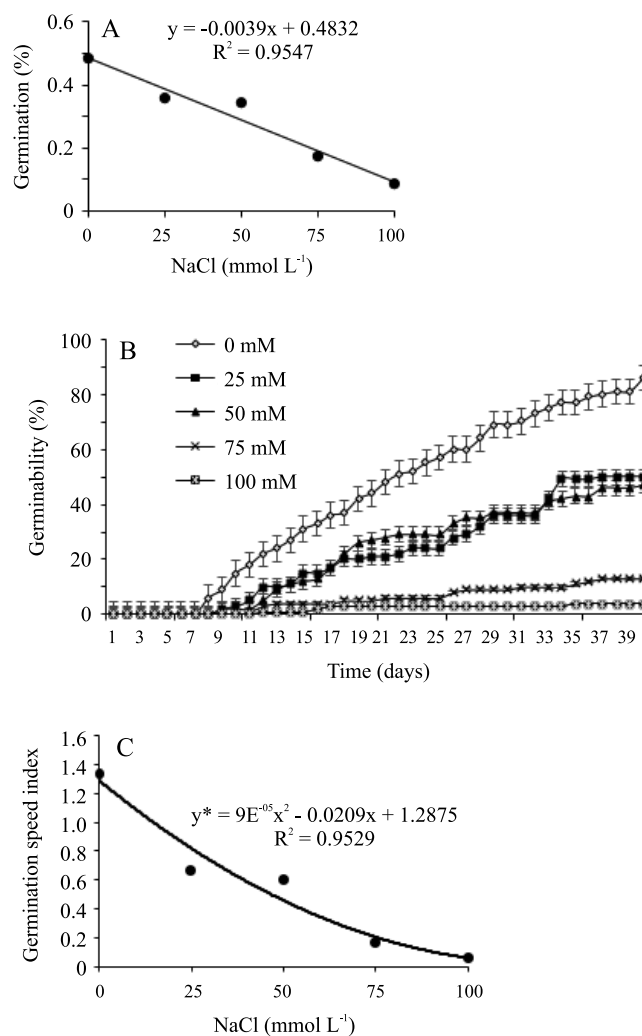 A
y = -0.0039x + 0.4832
R² = 0.9547
Germination (%)
0.6
0.4
0.2
0
0 25 50 75 100
NaCl (mmol L⁻¹)
B
0 mM
25 mM
50 mM
75 mM
100 mM
Germinability (%)
100
80
60
40
20
0
1 3 5 7 9 11 13 15 17 19 21 23 25 27 29 31 33 35 37 39
Time (days)
C
y* = 9E⁻⁰⁵x² - 0.0209x + 1.2875
R² = 0.9529
Germination speed index
1.6
1.4
1.2
1.0
0.8
0.6
0.4
0.2
0
0 25 50 75 100
NaCl (mmol L⁻¹)